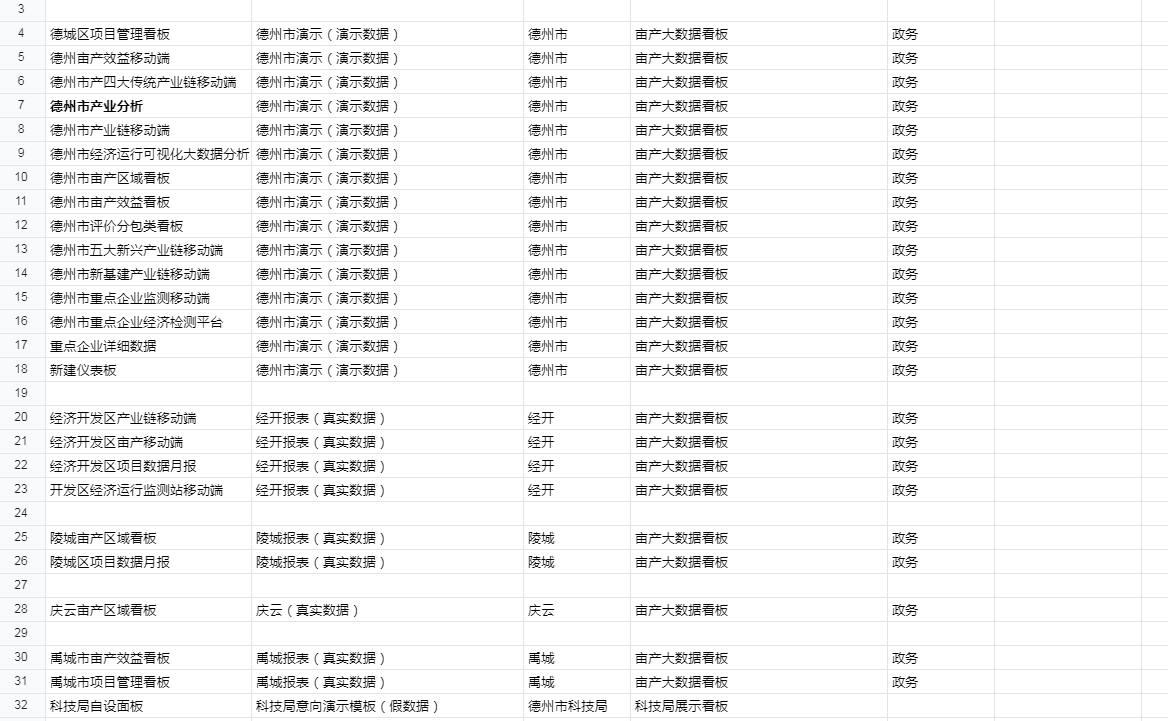 3
4 德城区项目管理看板 德州市演示（演示数据） 德州市 亩产大数据看板 政务
5 德州亩产效益移动端 德州市演示（演示数据） 德州市 亩产大数据看板 政务
6 德州市产四大传统产业链移动端 德州市演示（演示数据） 德州市 亩产大数据看板 政务
7 德州市产业分析 德州市演示（演示数据） 德州市 亩产大数据看板 政务
8 德州市产业链移动端 德州市演示（演示数据） 德州市 亩产大数据看板 政务
9 德州市经济运行可视化大数据分析 德州市演示（演示数据） 德州市 亩产大数据看板 政务
10 德州市亩产区域看板 德州市演示（演示数据） 德州市 亩产大数据看板 政务
11 德州市亩产效益看板 德州市演示（演示数据） 德州市 亩产大数据看板 政务
12 德州市评价分包类看板 德州市演示（演示数据） 德州市 亩产大数据看板 政务
13 德州市五大新兴产业链移动端 德州市演示（演示数据） 德州市 亩产大数据看板 政务
14 德州市新基建产业链移动端 德州市演示（演示数据） 德州市 亩产大数据看板 政务
15 德州市重点企业监测移动端 德州市演示（演示数据） 德州市 亩产大数据看板 政务
16 德州市重点企业经济检测平台 德州市演示（演示数据） 德州市 亩产大数据看板 政务
17 重点企业详细数据 德州市演示（演示数据） 德州市 亩产大数据看板 政务
18 新建仪表板 德州市演示（演示数据） 德州市 亩产大数据看板 政务
19
20 经济开发区产业链移动端 经开报表（真实数据） 经开 亩产大数据看板 政务
21 经济开发区亩产移动端 经开报表（真实数据） 经开 亩产大数据看板 政务
22 经济开发区项目数据月报 经开报表（真实数据） 经开 亩产大数据看板 政务
23 开发区经济运行监测站移动端 经开报表（真实数据） 经开 亩产大数据看板 政务
24
25 陵城亩产区域看板 陵城报表（真实数据） 陵城 亩产大数据看板 政务
26 陵城区项目数据月报 陵城报表（真实数据） 陵城 亩产大数据看板 政务
27
28 庆云亩产区域看板 庆云（真实数据） 庆云 亩产大数据看板 政务
29
30 禹城市亩产效益看板 禹城报表（真实数据） 禹城 亩产大数据看板 政务
31 禹城市项目管理看板 禹城报表（真实数据） 禹城 亩产大数据看板 政务
32 科技局自设面板 科技局意向演示模板（假数据） 德州市科技局 科技局展示看板